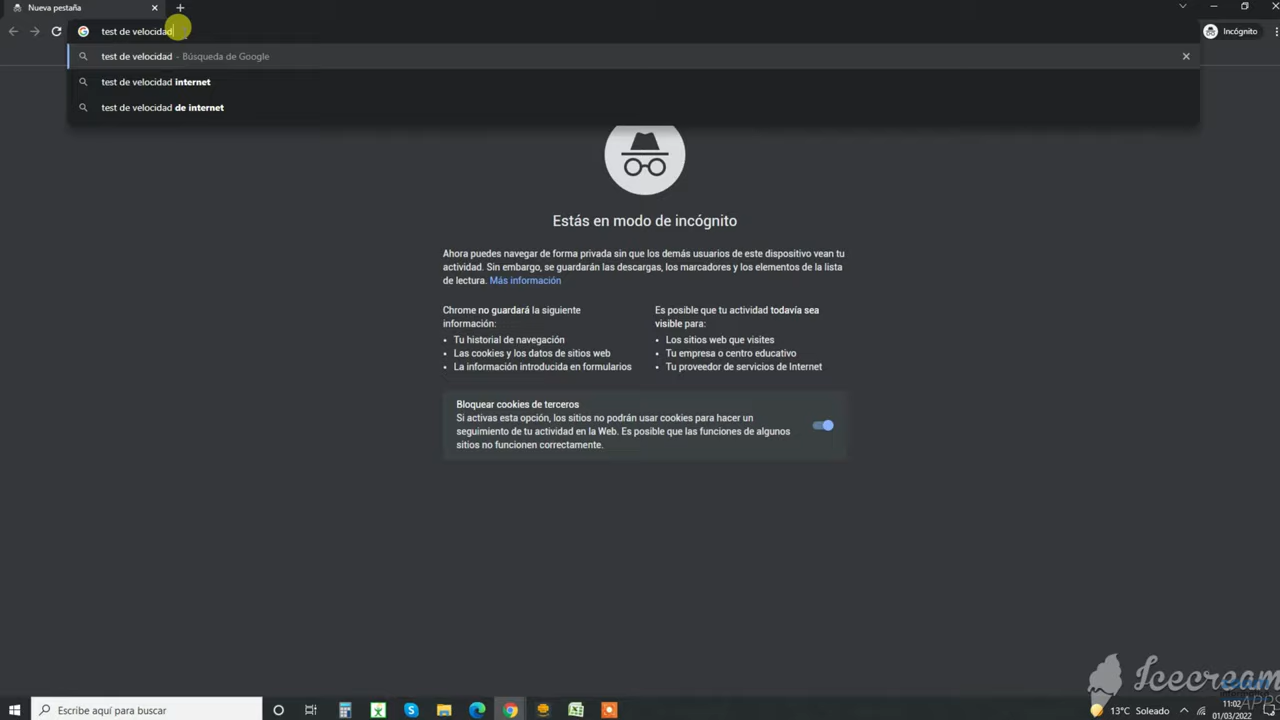 Nueva pestaña
test de velocidad
Incógnito
test de velocidad - Búsqueda de Google
test de velocidad internet
test de velocidad de internet
Estás en modo de incógnito
Ahora puedes navegar de forma privada sin que los demás usuarios de este dispositivo vean tu
actividad. Sin embargo, se guardarán las descargas, los marcadores y los elementos de la lista
de lectura. Más información
Chrome no guardará la siguiente
información:
• Tu historial de navegación
• Las cookies y los datos de sitios web
• La información introducida en formularios
Es posible que tu actividad todavía sea
visible para:
• Los sitios web que visites
• Tu empresa o centro educativo
• Tu proveedor de servicios de Internet
Bloquear cookies de terceros
Si activas esta opción, los sitios no podrán usar cookies para hacer un
seguimiento de tu actividad en la Web. Es posible que las funciones de algunos
sitios no funcionen correctamente.
Icecream
APPS
Escribe aquí para buscar
13°C Soleado
11:02
01/03/2022